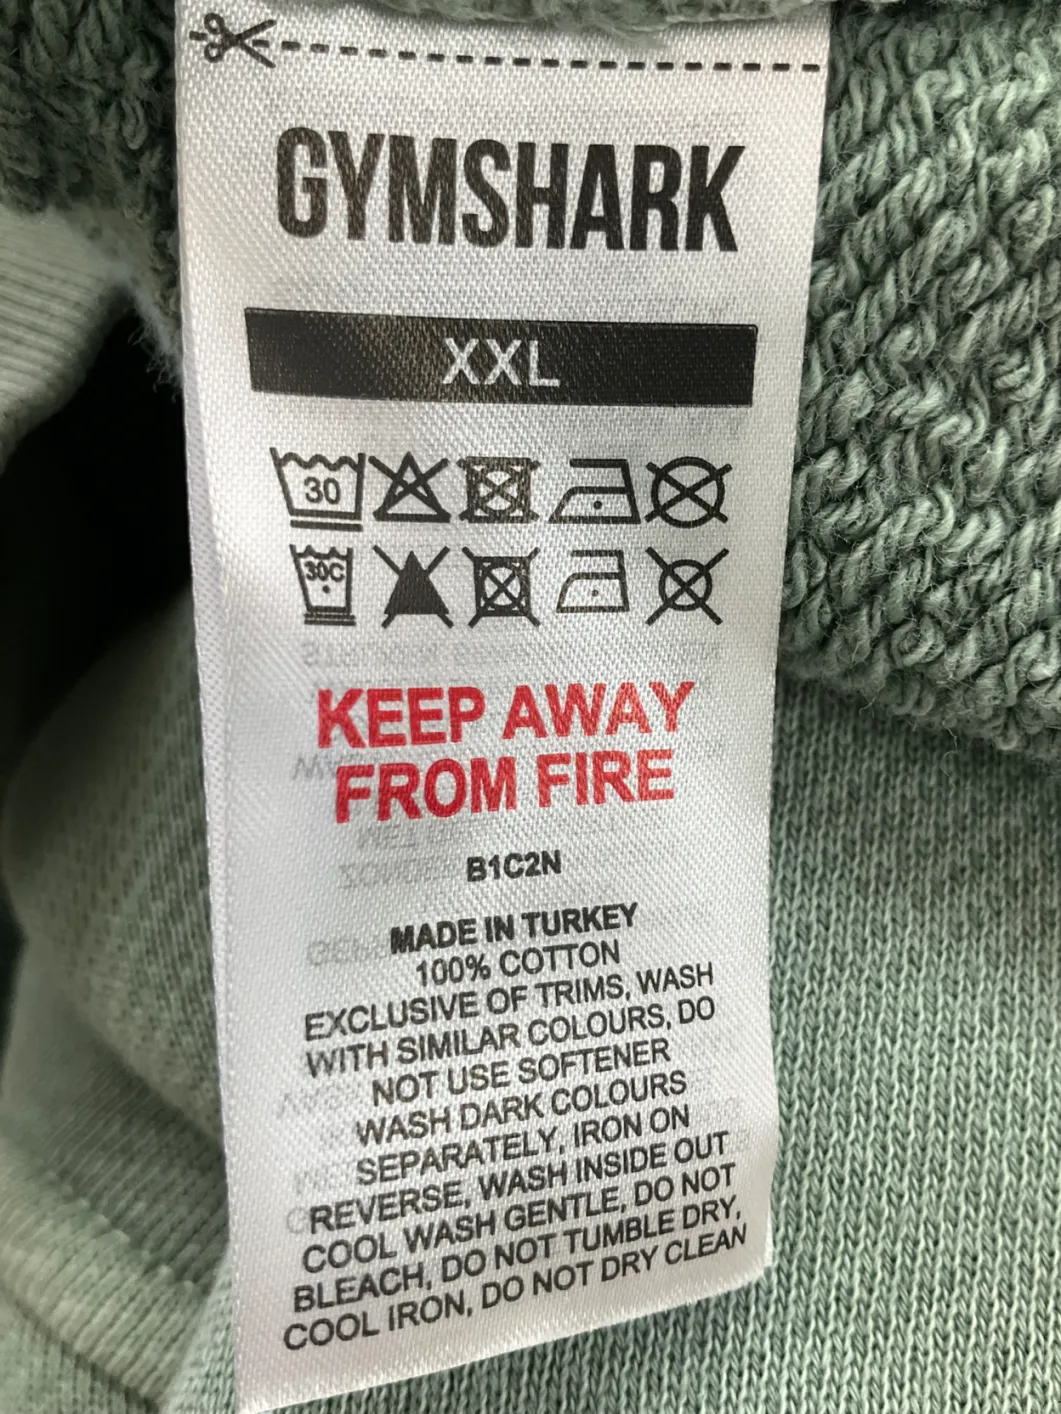 GYMSHARK
XXL
30
30C
KEEP AWAY
FROM FIRE
B1C2N
MADE IN TURKEY
100% COTTON
EXCLUSIVE OF TRIMS, WASH
WITH SIMILAR COLOURS, DO
NOT USE SOFTENER
WASH DARK COLOURS
SEPARATELY, IRON ON
REVERSE, WASH INSIDE OUT
COOL WASH GENTLE, DO NOT
BLEACH, DO NOT TUMBLE DRY,
COOL IRON, DO NOT DRY CLEAN